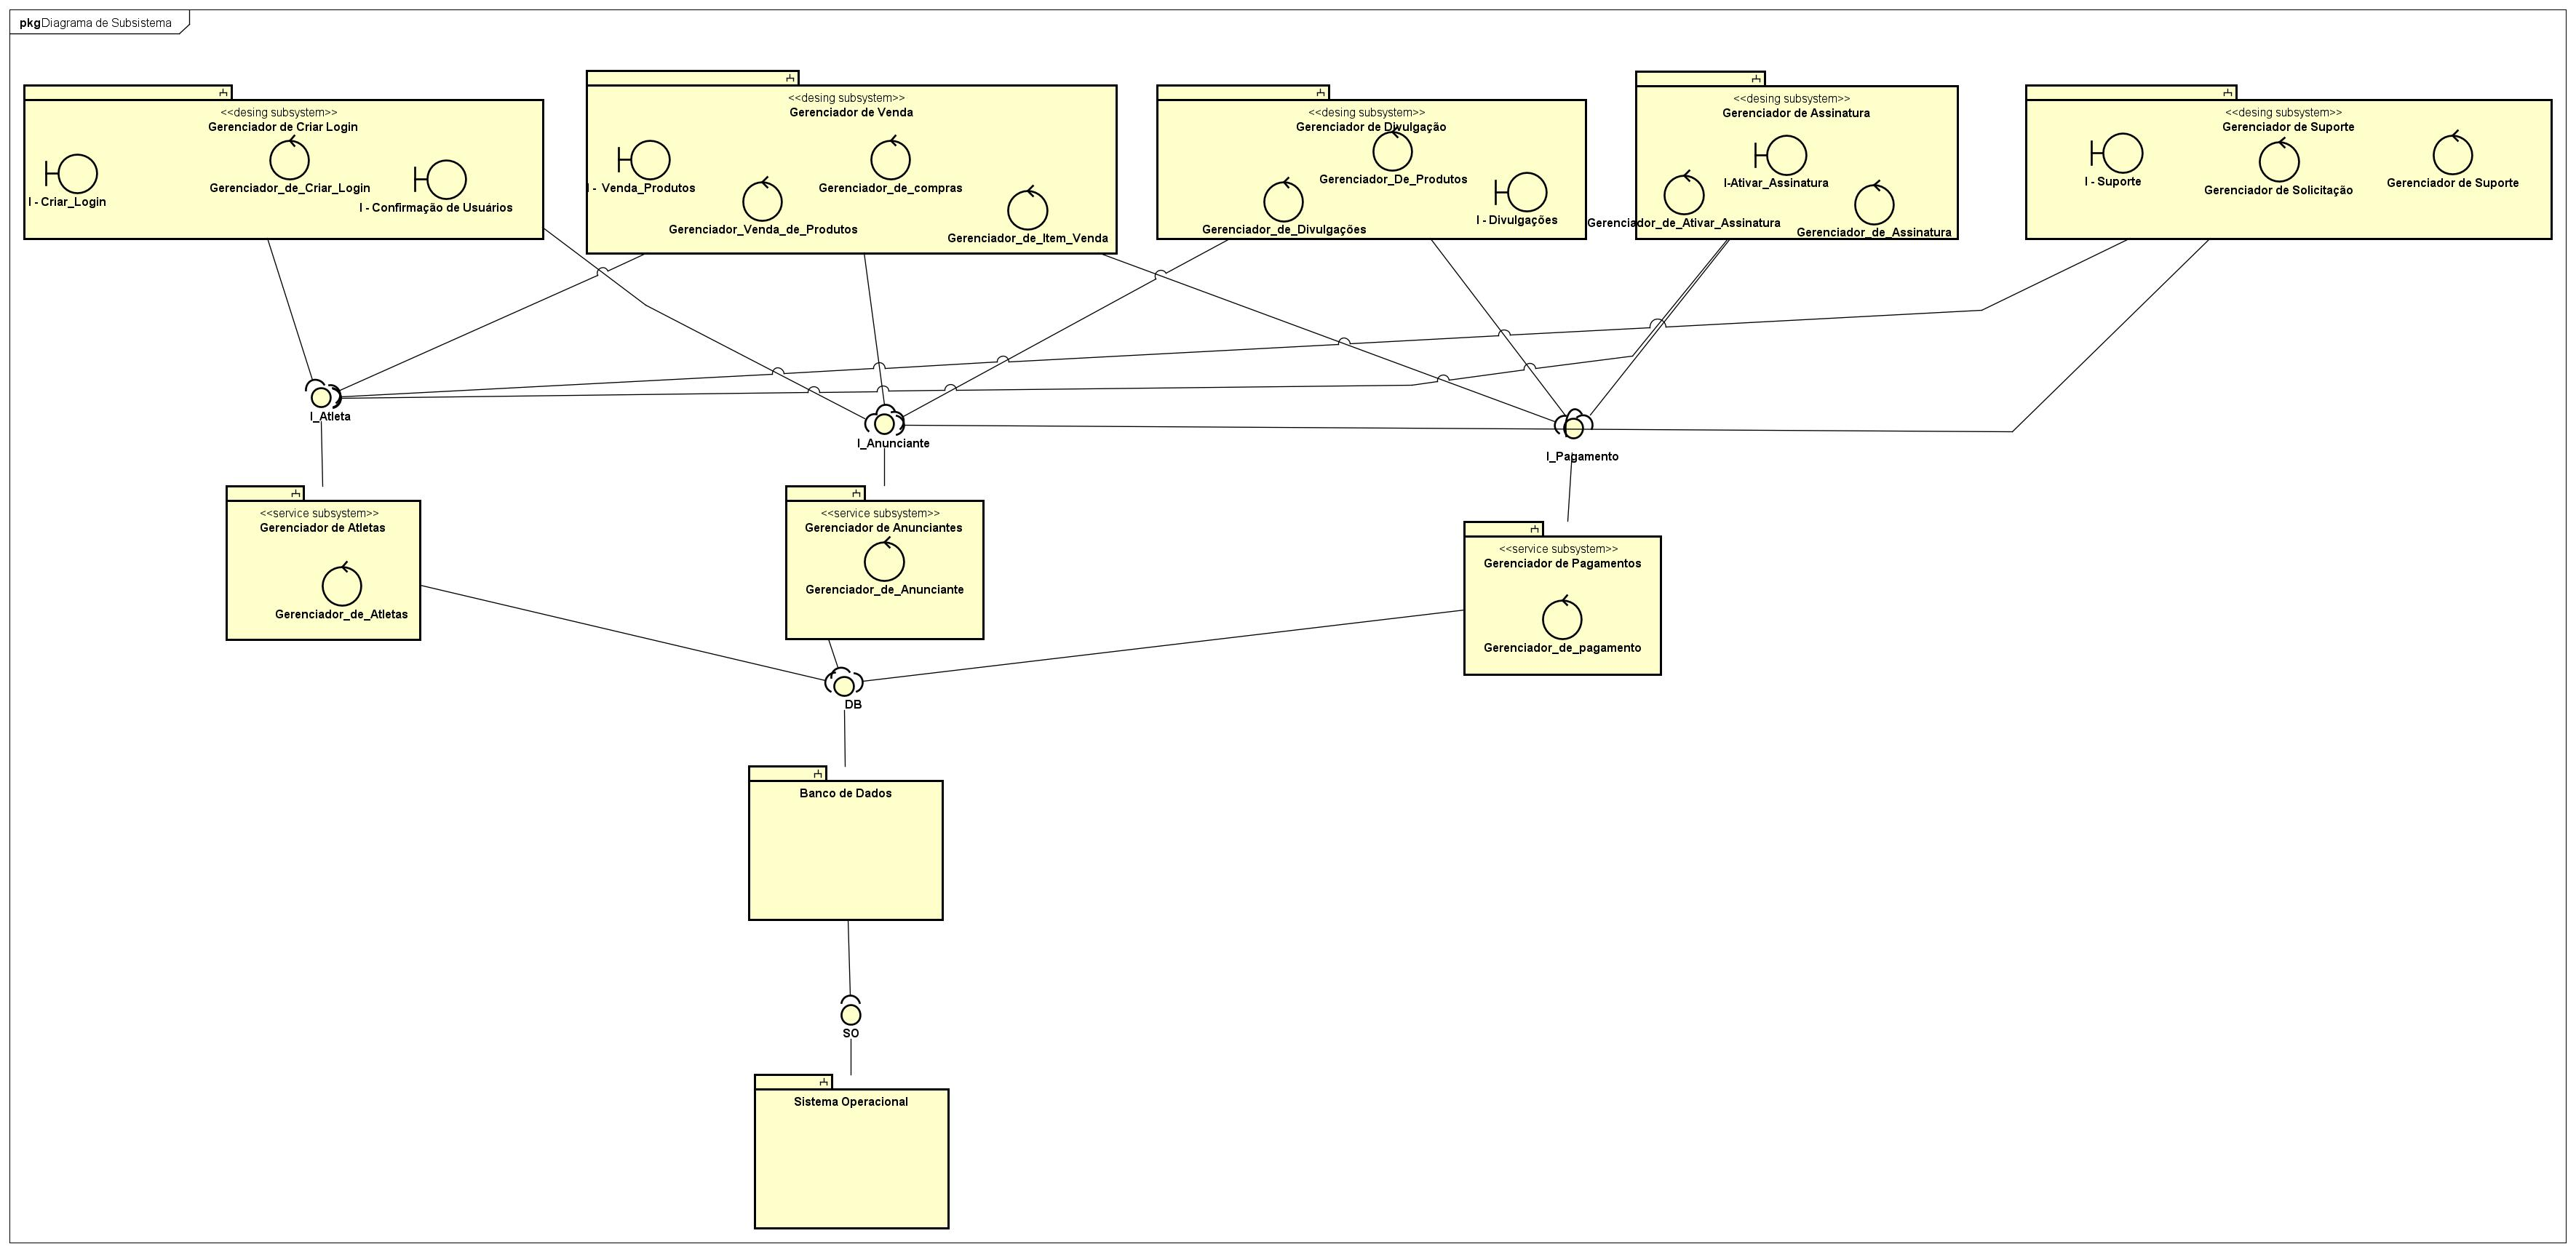 pkg Diagrama de Subsistema
<<desing subsystem>>
Gerenciador de Criar Login
I - Criar_Login
Gerenciador_de_Criar_Login
I - Confirmação de Usuários
<<desing subsystem>>
Gerenciador de Venda
I - Venda_Produtos
Gerenciador_Venda_de_Produtos
Gerenciador_de_compras
Gerenciador_de_Item_Venda
<<desing subsystem>>
Gerenciador de Divulgação
Gerenciador_De_Produtos
Gerenciador_de_Divulgações
I - Divulgações
<<desing subsystem>>
Gerenciador de Assinatura
I-Ativar_Assinatura
Gerenciador_de_Ativar_Assinatura
Gerenciador_de_Assinatura
<<desing subsystem>>
Gerenciador de Suporte
I - Suporte
Gerenciador de Solicitação
Gerenciador de Suporte
I_Atleta
I_Anunciante
I_Pagamento
<<service subsystem>>
Gerenciador de Atletas
Gerenciador_de_Atletas
<<service subsystem>>
Gerenciador de Anunciantes
Gerenciador_de_Anunciante
<<service subsystem>>
Gerenciador de Pagamentos
Gerenciador_de_pagamento
DB
Banco de Dados
SO
Sistema Operacional